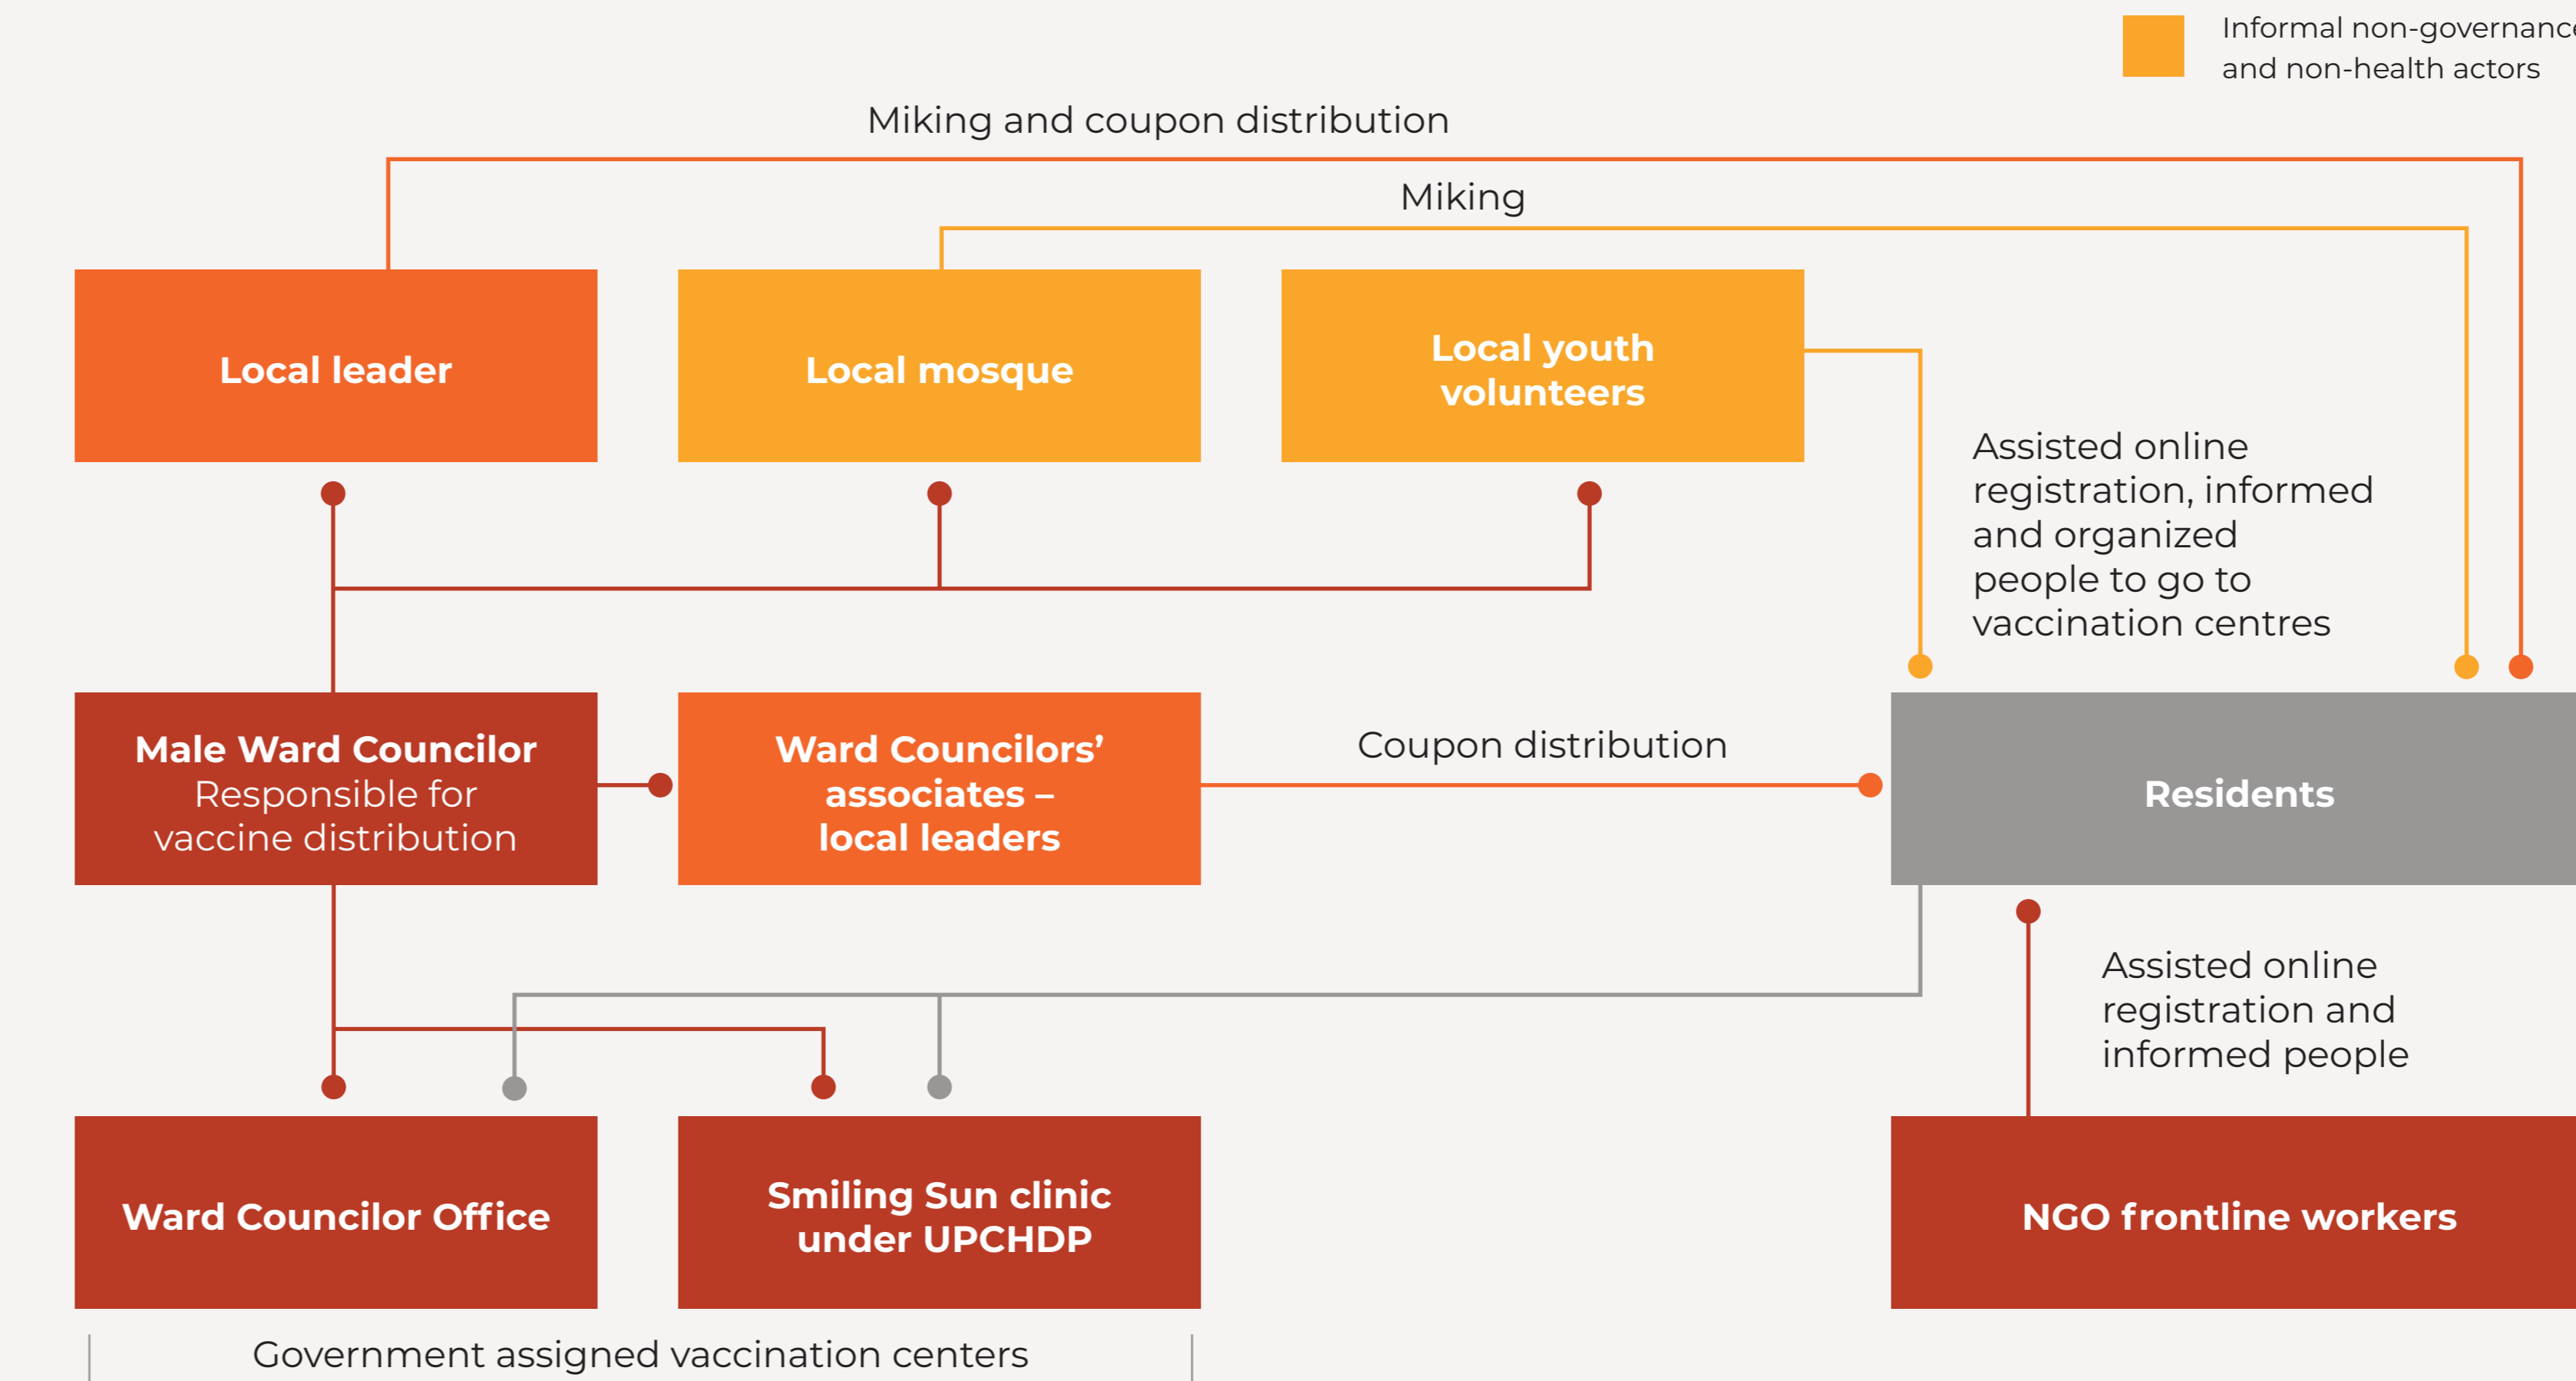 Informal non-governance
and non-health actors
Miking and coupon distribution
Miking
Local leader
Local mosque
Local youth
volunteers
Assisted online
registration, informed
and organized
people to go to
vaccination centres
Male Ward Councilor
Responsible for
vaccine distribution
Ward Councilors’
associates –
local leaders
Coupon distribution
Residents
Assisted online
registration and
informed people
Ward Councilor Office
Smiling Sun clinic
under UPCHDP
NGO frontline workers
Government assigned vaccination centers